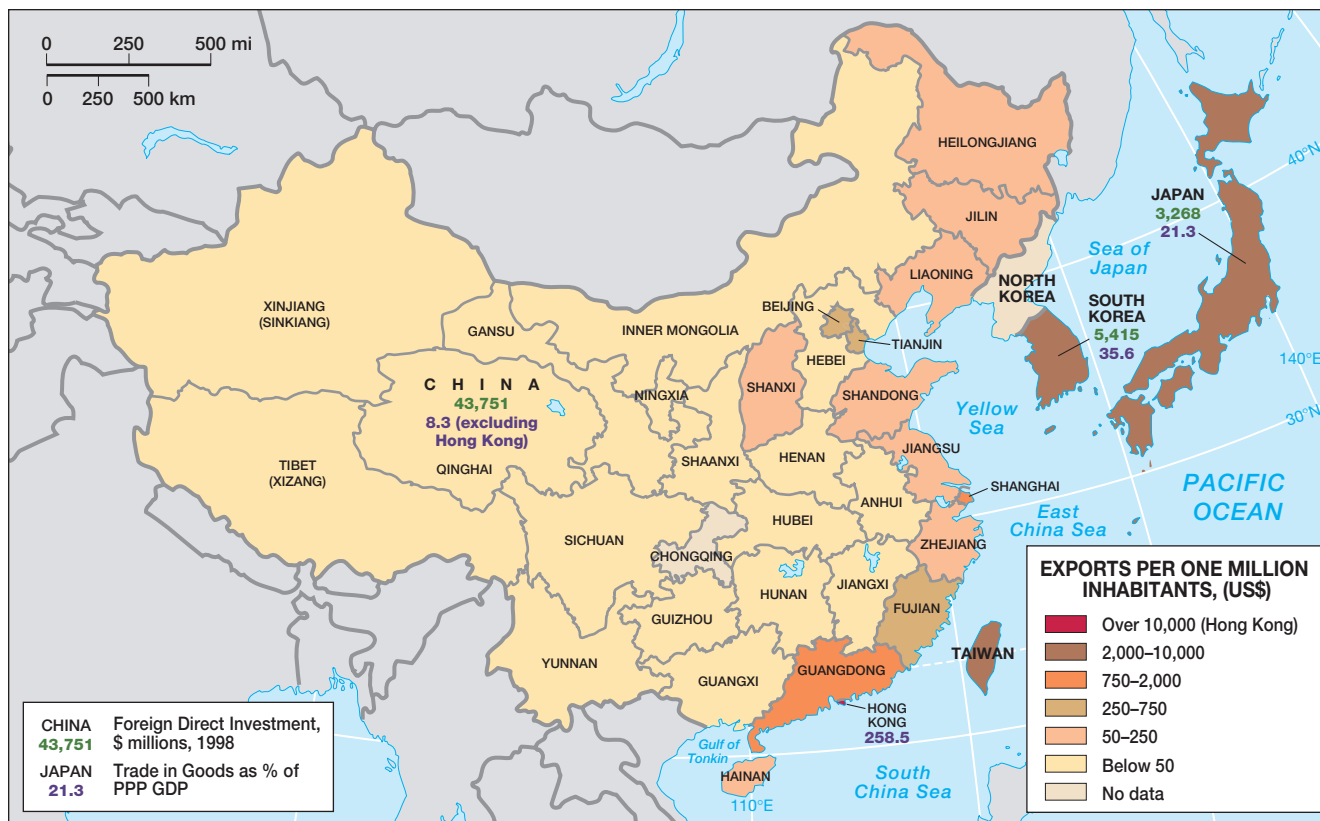 0 250 500 mi
0 250 500 km
HEILONGJIANG
JILIN
LIAONING
JAPAN
3,268
21.3
40°N
Sea of
Japan
NORTH
KOREA
SOUTH
KOREA
5,415
35.6
140°E
30°N
XINJIANG
(SINKIANG)
GANSU
INNER MONGOLIA
BEIJING
TIANJIN
HEBEI
CHINA
43,751
8.3 (excluding
Hong Kong)
QINGHAI
NINGXIA
SHANXI
SHANDONG
Yellow
Sea
TIBET
(XIZANG)
SHAANXI
HENAN
JIANGSU
SHANGHAI
PACIFIC
OCEAN
ANHUI
East
China Sea
SICHUAN
CHONGQING
HUBEI
ZHEJIANG
HUNAN
JIANGXI
FUJIAN
GUIZHOU
YUNNAN
GUANGXI
GUANGDONG
TAIWAN
HONG
KONG
258.5
Gulf of
Tonkin
HAINAN
South
China Sea
110°E
EXPORTS PER ONE MILLION
INHABITANTS, (US$)
Over 10,000 (Hong Kong)
2,000–10,000
750–2,000
250–750
50–250
Below 50
No data
CHINA Foreign Direct Investment,
43,751 $ millions, 1998
JAPAN Trade in Goods as % of
21.3 PPP GDP